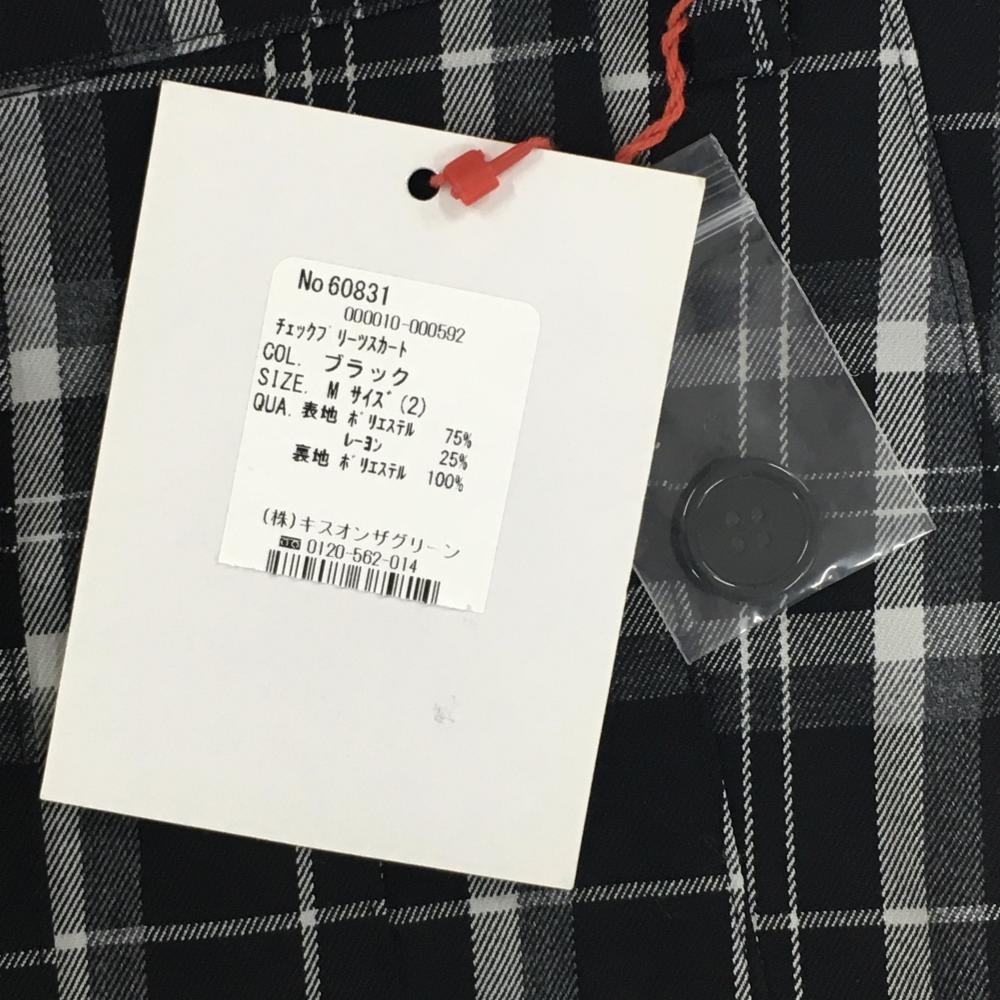 No 60831
000010-000592
チェックプリーツスカート
COL. ブラック
SIZE. M サイズ(2)
QUA. 表地 ポリエステル 75%
レーヨン 25%
裏地 ポリエステル 100%
(株)キスオンザグリーン
0120-562-014